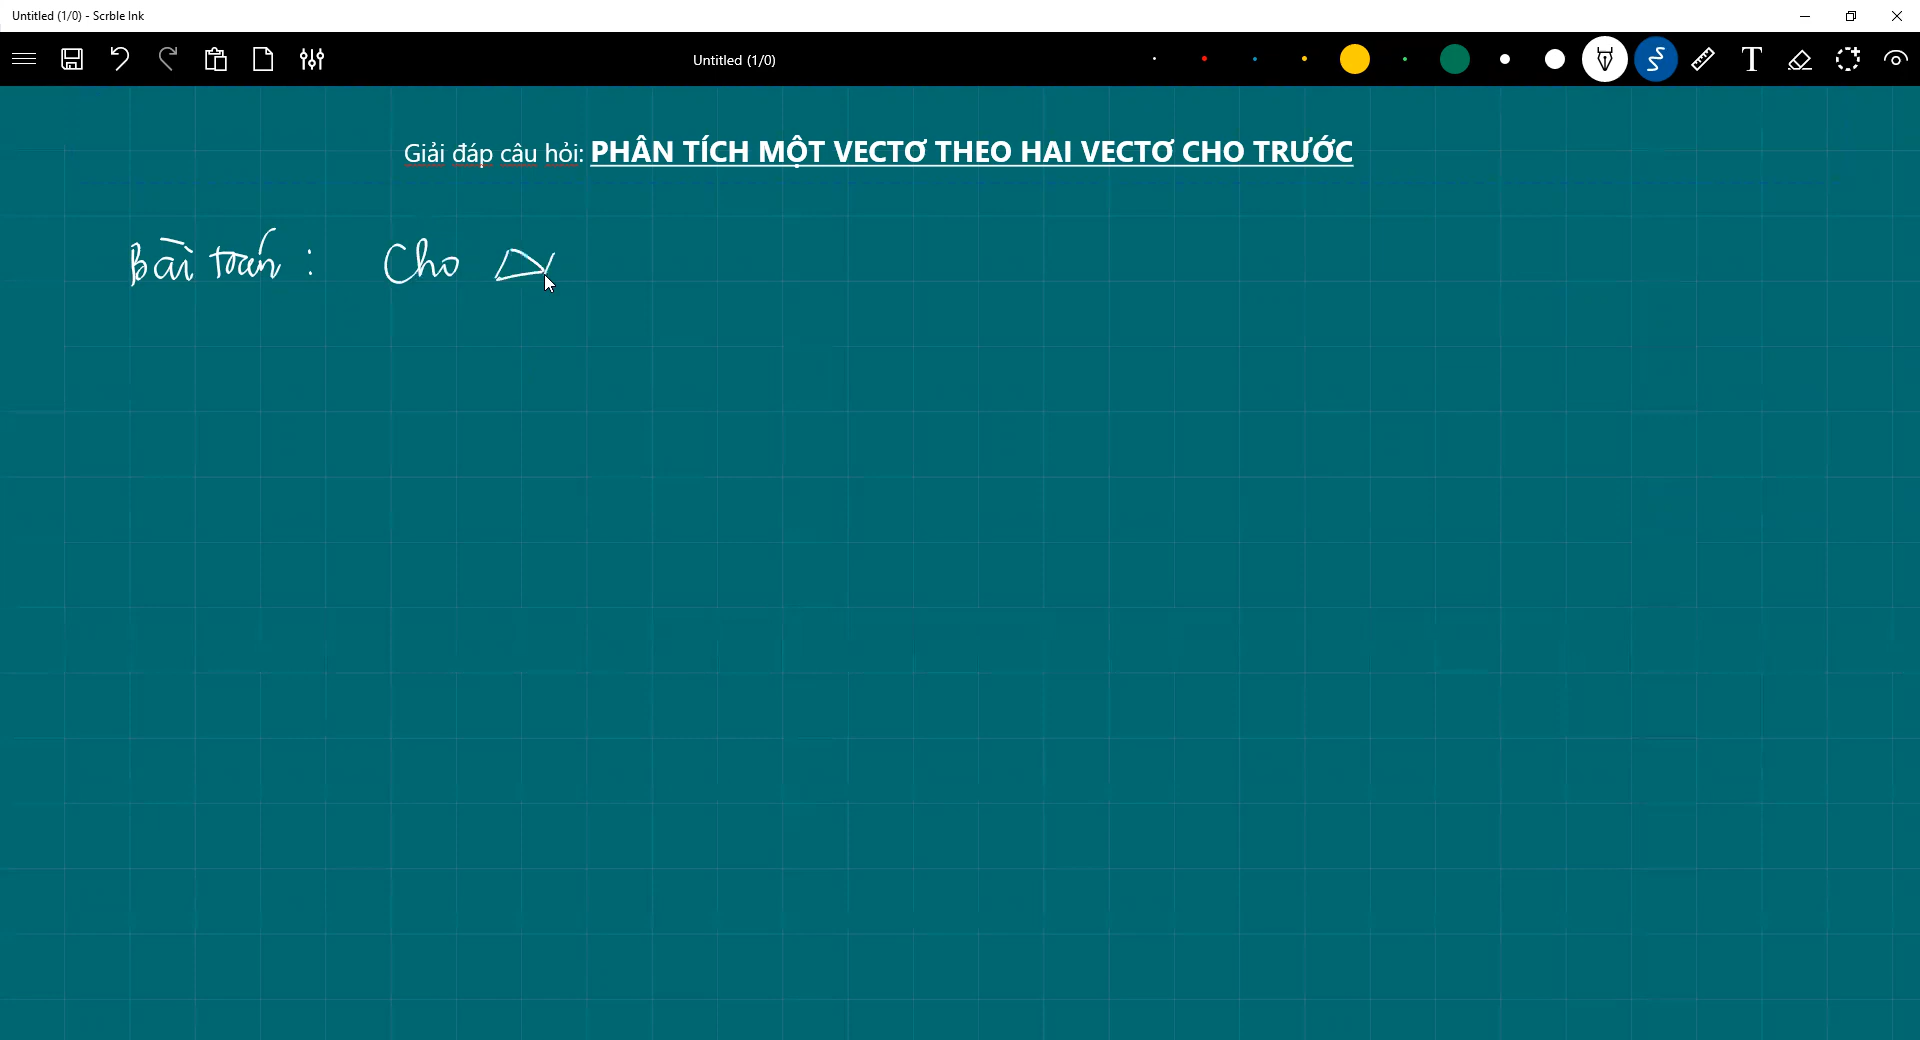 Untitled (1/0) - Scrble Ink
Untitled (1/0)
T
Giải đáp câu hỏi: PHÂN TÍCH MỘT VECTƠ THEO HAI VECTƠ CHO TRƯỚC
Bài toán : Cho △